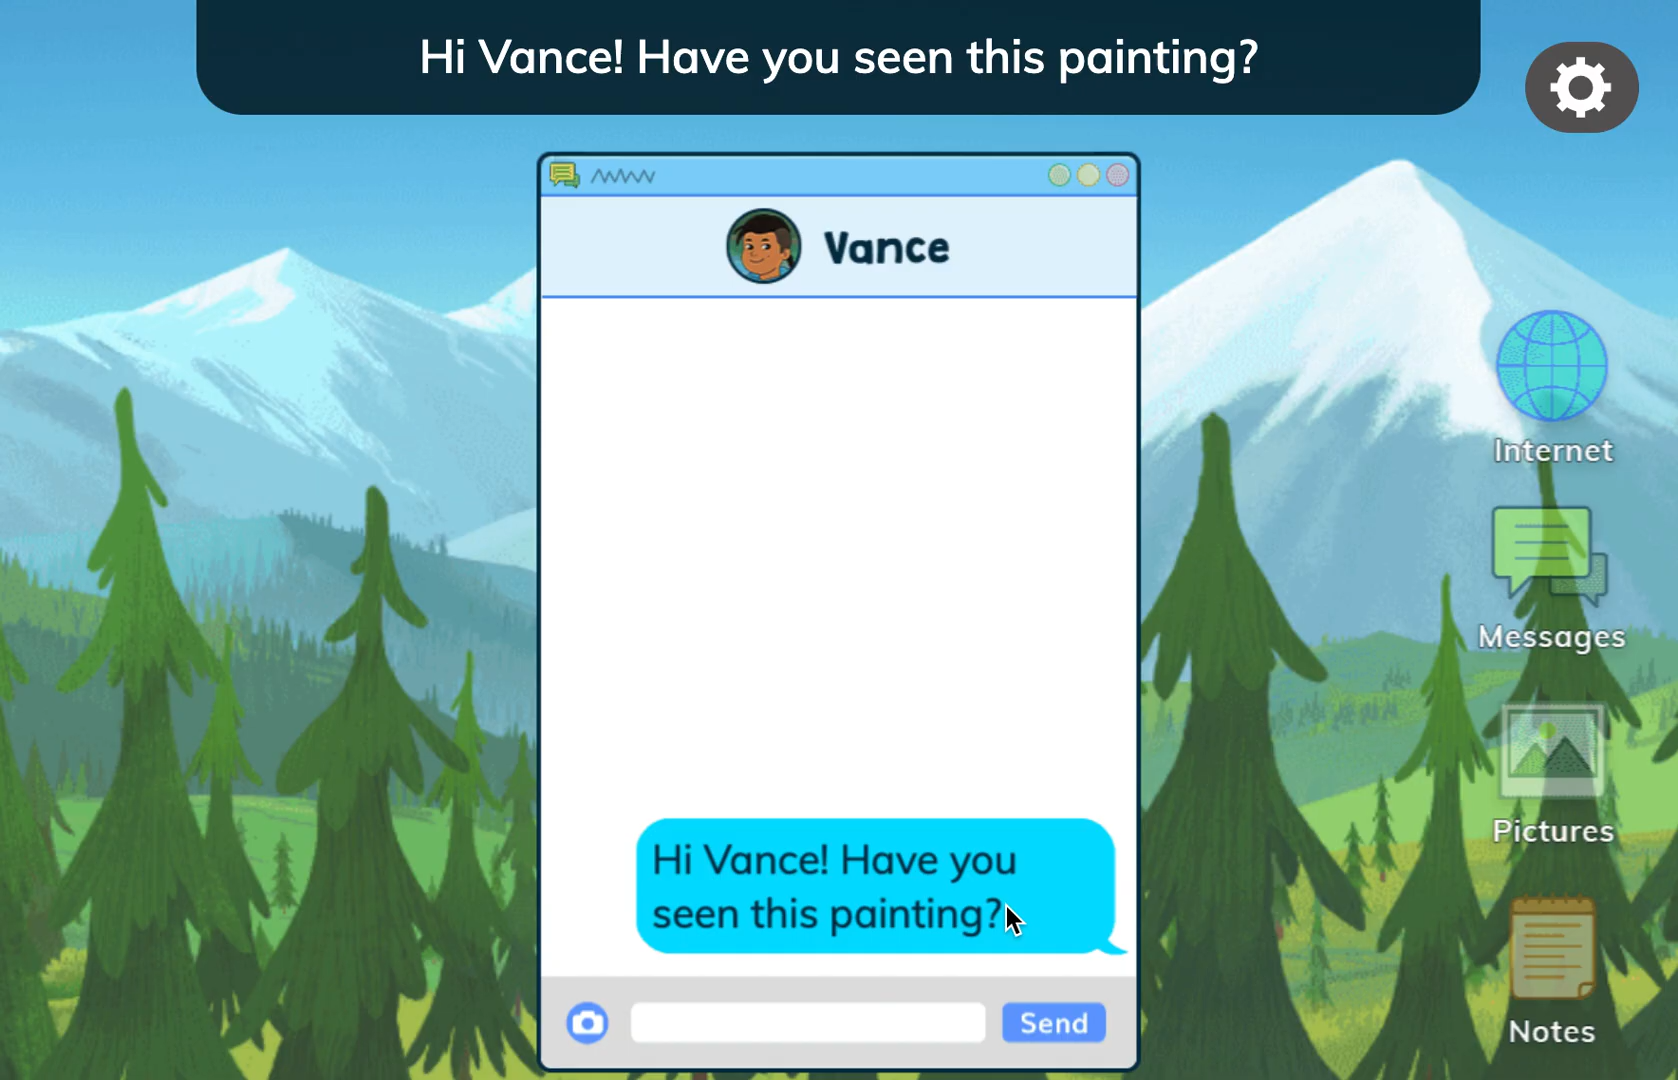 Hi Vance! Have you seen this painting?
Vance
Internet
Messages
Pictures
Hi Vance! Have you
seen this painting?
Send
Notes